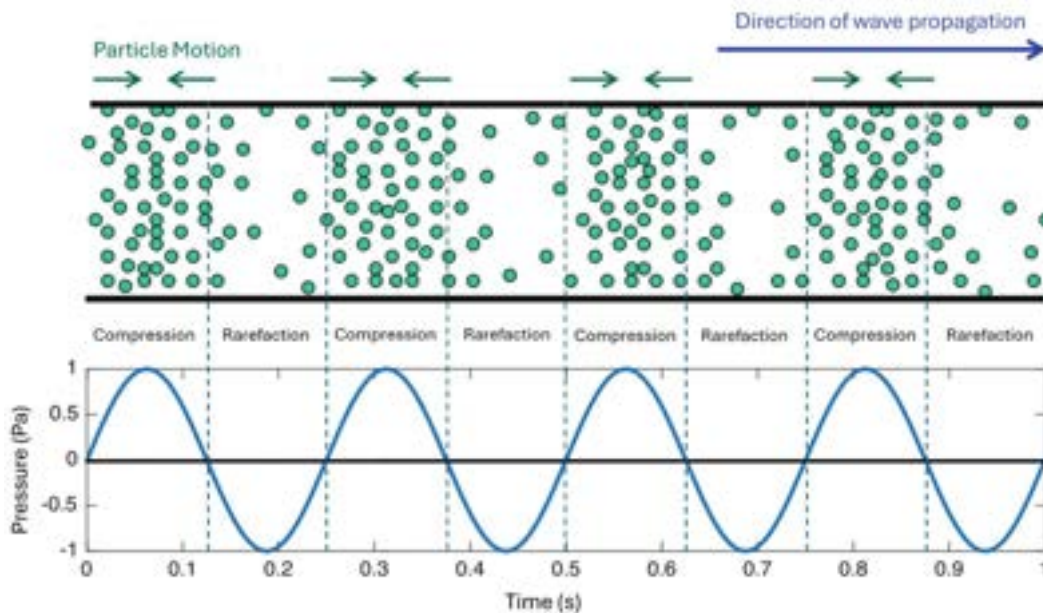 Direction of wave propagation
Particle Motion
Compression Rarefaction Compression Rarefaction Compression Rarefaction Compression Rarefaction
1
0.5
0
-0.5
-1
Pressure (Pa)
0 0.1 0.2 0.3 0.4 0.5 0.6 0.7 0.8 0.9 1
Time (s)